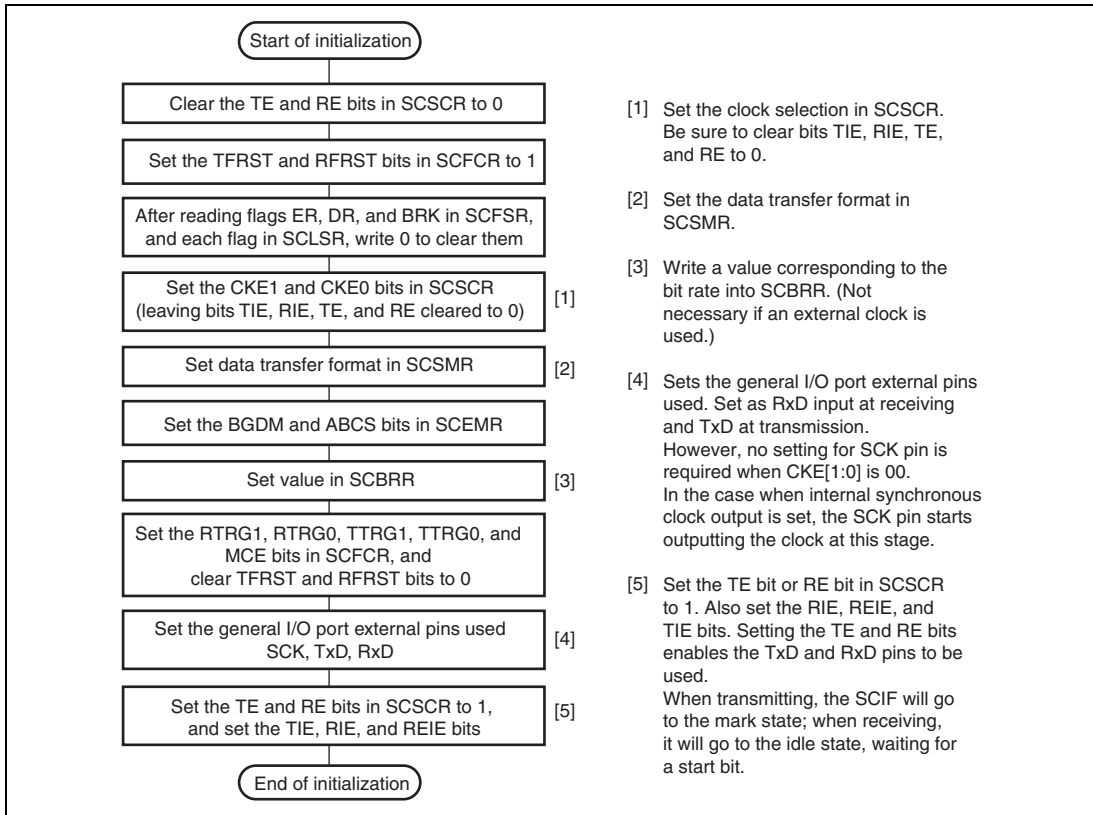 Start of initialization
Clear the TE and RE bits in SCSCR to 0
Set the TFRST and RFRST bits in SCFCR to 1
After reading flags ER, DR, and BRK in SCFSR,
and each flag in SCLSR, write 0 to clear them
Set the CKE1 and CKE0 bits in SCSCR
(leaving bits TIE, RIE, TE, and RE cleared to 0)
[1]
Set data transfer format in SCSMR
[2]
Set the BGDM and ABCS bits in SCEMR
Set value in SCBRR
[3]
Set the RTRG1, RTRG0, TTRG1, TTRG0, and
MCE bits in SCFCR, and
clear TFRST and RFRST bits to 0
Set the general I/O port external pins used
SCK, TxD, RxD
[4]
Set the TE and RE bits in SCSCR to 1,
and set the TIE, RIE, and REIE bits
[5]
End of initialization
[1] Set the clock selection in SCSCR.
Be sure to clear bits TIE, RIE, TE,
and RE to 0.
[2] Set the data transfer format in
SCSMR.
[3] Write a value corresponding to the
bit rate into SCBRR. (Not
necessary if an external clock is
used.)
[4] Sets the general I/O port external pins
used. Set as RxD input at receiving
and TxD at transmission.
However, no setting for SCK pin is
required when CKE[1:0] is 00.
In the case when internal synchronous
clock output is set, the SCK pin starts
outputting the clock at this stage.
[5] Set the TE bit or RE bit in SCSCR
to 1. Also set the RIE, REIE, and
TIE bits. Setting the TE and RE bits
enables the TxD and RxD pins to be
used.
When transmitting, the SCIF will go
to the mark state; when receiving,
it will go to the idle state, waiting for
a start bit.